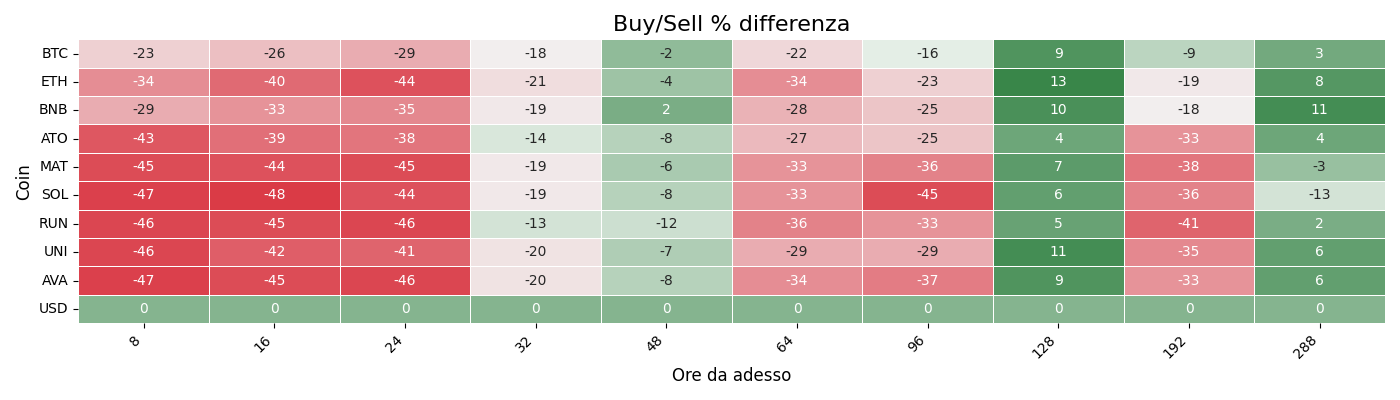 Buy/Sell % differenza
Coin
BTC -23 -26 -29 -18 -2 -22 -16 9 -9 3
ETH -34 -40 -44 -21 -4 -34 -23 13 -19 8
BNB -29 -33 -35 -19 2 -28 -25 10 -18 11
ATO -43 -39 -38 -14 -8 -27 -25 4 -33 4
MAT -45 -44 -45 -19 -6 -33 -36 7 -38 -3
SOL -47 -48 -44 -19 -8 -33 -45 6 -36 -13
RUN -46 -45 -46 -13 -12 -36 -33 5 -41 2
UNI -46 -42 -41 -20 -7 -29 -29 11 -35 6
AVA -47 -45 -46 -20 -8 -34 -37 9 -33 6
USD 0 0 0 0 0 0 0 0 0 0
8 16 24 32 48 64 96 128 192 288
Ore da adesso